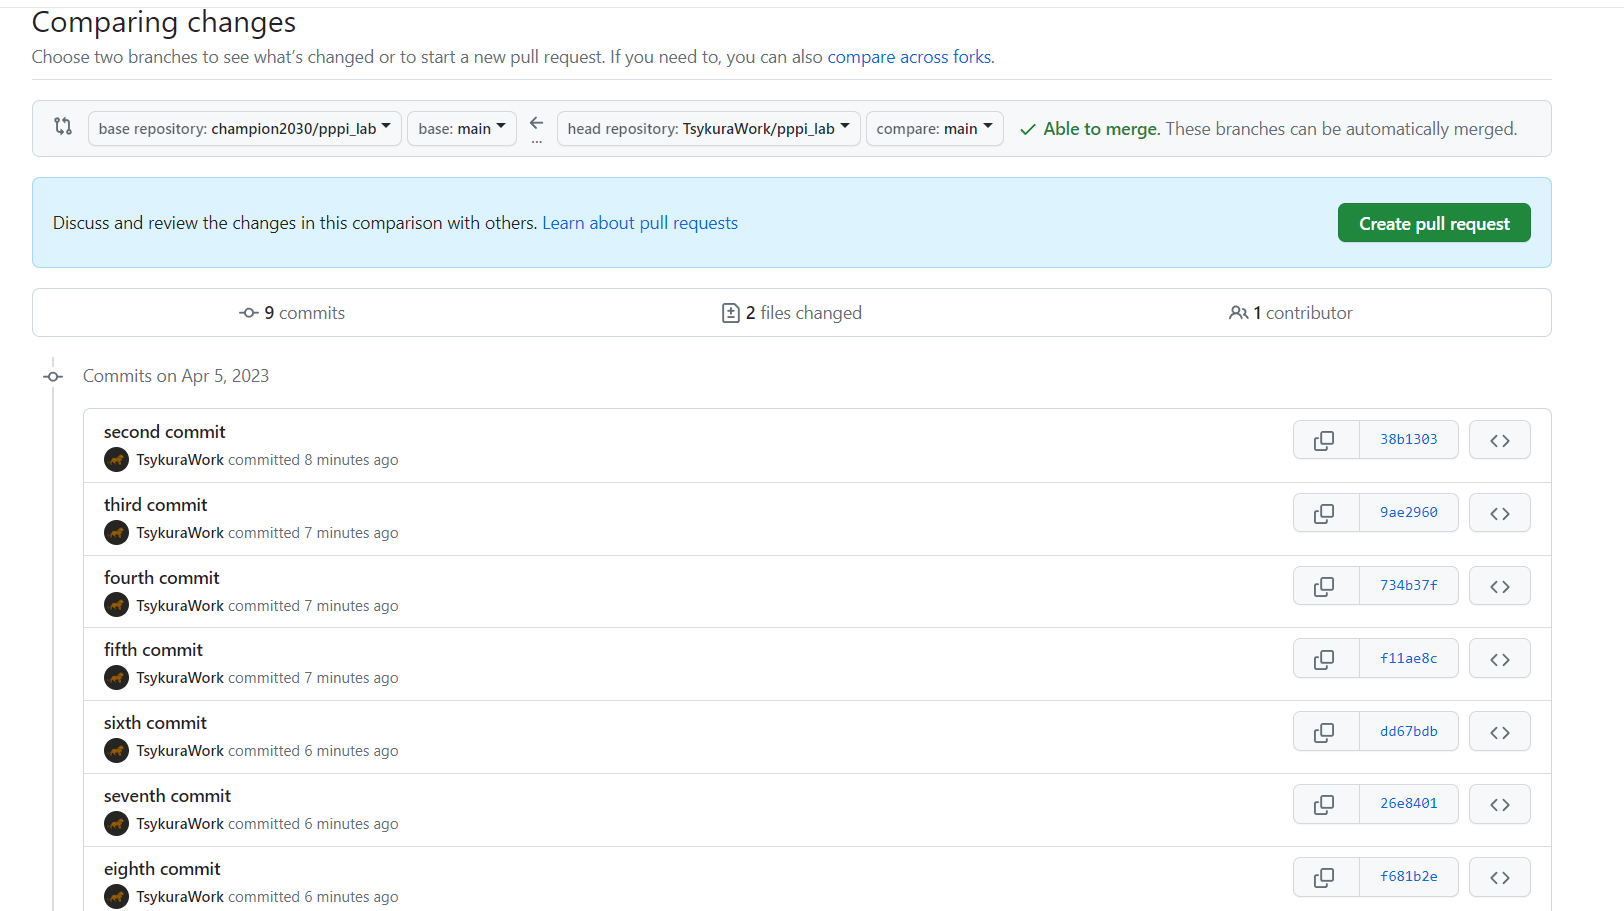 Comparing changes
Choose two branches to see what's changed or to start a new pull request. If you need to, you can also compare across forks.
base repository: champion2030/pppi_lab base: main ... head repository: TsykuraWork/pppi_lab compare: main Able to merge. These branches can be automatically merged.
Discuss and review the changes in this comparison with others. Learn about pull requests Create pull request
9 commits 2 files changed 1 contributor
Commits on Apr 5, 2023
second commit
TsykuraWork committed 8 minutes ago 38b1303
third commit
TsykuraWork committed 7 minutes ago 9ae2960
fourth commit
TsykuraWork committed 7 minutes ago 734b37f
fifth commit
TsykuraWork committed 7 minutes ago f11ae8c
sixth commit
TsykuraWork committed 6 minutes ago dd67bdb
seventh commit
TsykuraWork committed 6 minutes ago 26e8401
eighth commit
TsykuraWork committed 6 minutes ago f681b2e